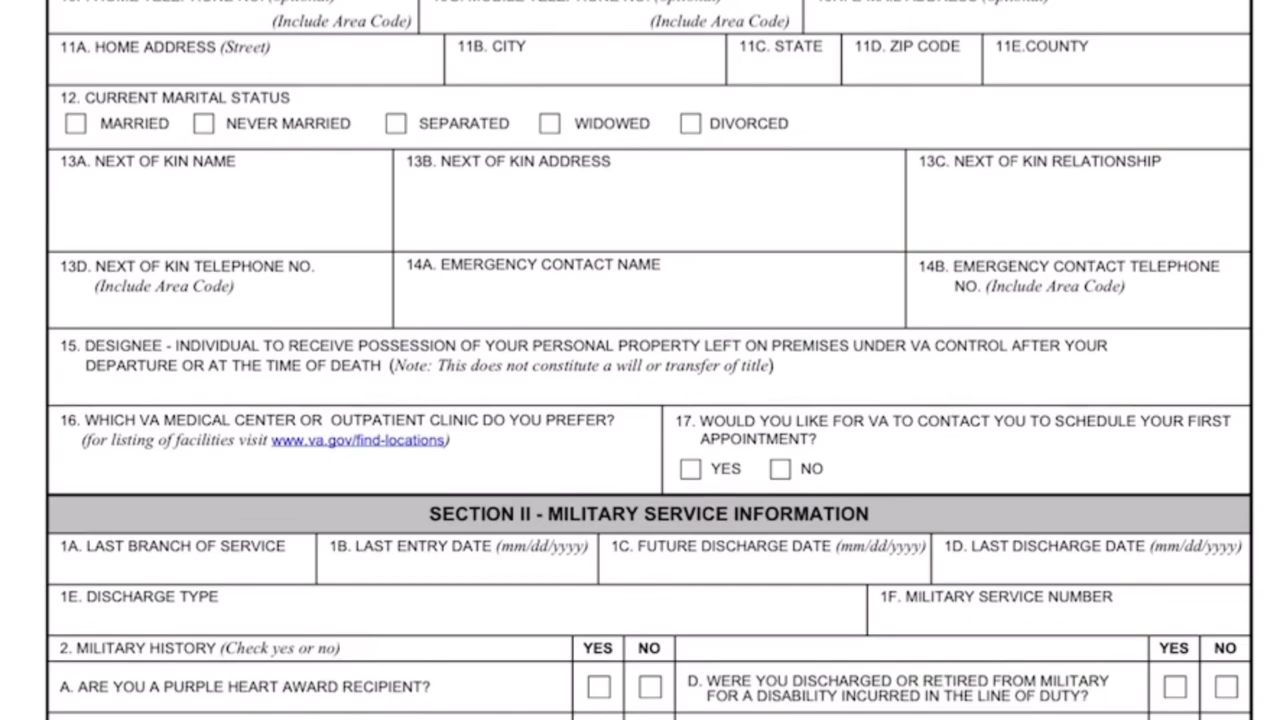 (Include Area Code) (Include Area Code)
11A. HOME ADDRESS (Street) 11B. CITY 11C. STATE 11D. ZIP CODE 11E.COUNTY
12. CURRENT MARITAL STATUS
MARRIED NEVER MARRIED SEPARATED WIDOWED DIVORCED
13A. NEXT OF KIN NAME 13B. NEXT OF KIN ADDRESS 13C. NEXT OF KIN RELATIONSHIP
13D. NEXT OF KIN TELEPHONE NO.
(Include Area Code)
14A. EMERGENCY CONTACT NAME
14B. EMERGENCY CONTACT TELEPHONE
NO. (Include Area Code)
15. DESIGNEE - INDIVIDUAL TO RECEIVE POSSESSION OF YOUR PERSONAL PROPERTY LEFT ON PREMISES UNDER VA CONTROL AFTER YOUR
DEPARTURE OR AT THE TIME OF DEATH (Note: This does not constitute a will or transfer of title)
16. WHICH VA MEDICAL CENTER OR OUTPATIENT CLINIC DO YOU PREFER?
(for listing of facilities visit www.va.gov/find-locations)
17. WOULD YOU LIKE FOR VA TO CONTACT YOU TO SCHEDULE YOUR FIRST
APPOINTMENT?
YES NO
SECTION II - MILITARY SERVICE INFORMATION
1A. LAST BRANCH OF SERVICE 1B. LAST ENTRY DATE (mm/dd/yyyy) 1C. FUTURE DISCHARGE DATE (mm/dd/yyyy) 1D. LAST DISCHARGE DATE (mm/dd/yyyy)
1E. DISCHARGE TYPE 1F. MILITARY SERVICE NUMBER
2. MILITARY HISTORY (Check yes or no) YES NO YES NO
A. ARE YOU A PURPLE HEART AWARD RECIPIENT?
D. WERE YOU DISCHARGED OR RETIRED FROM MILITARY
FOR A DISABILITY INCURRED IN THE LINE OF DUTY?